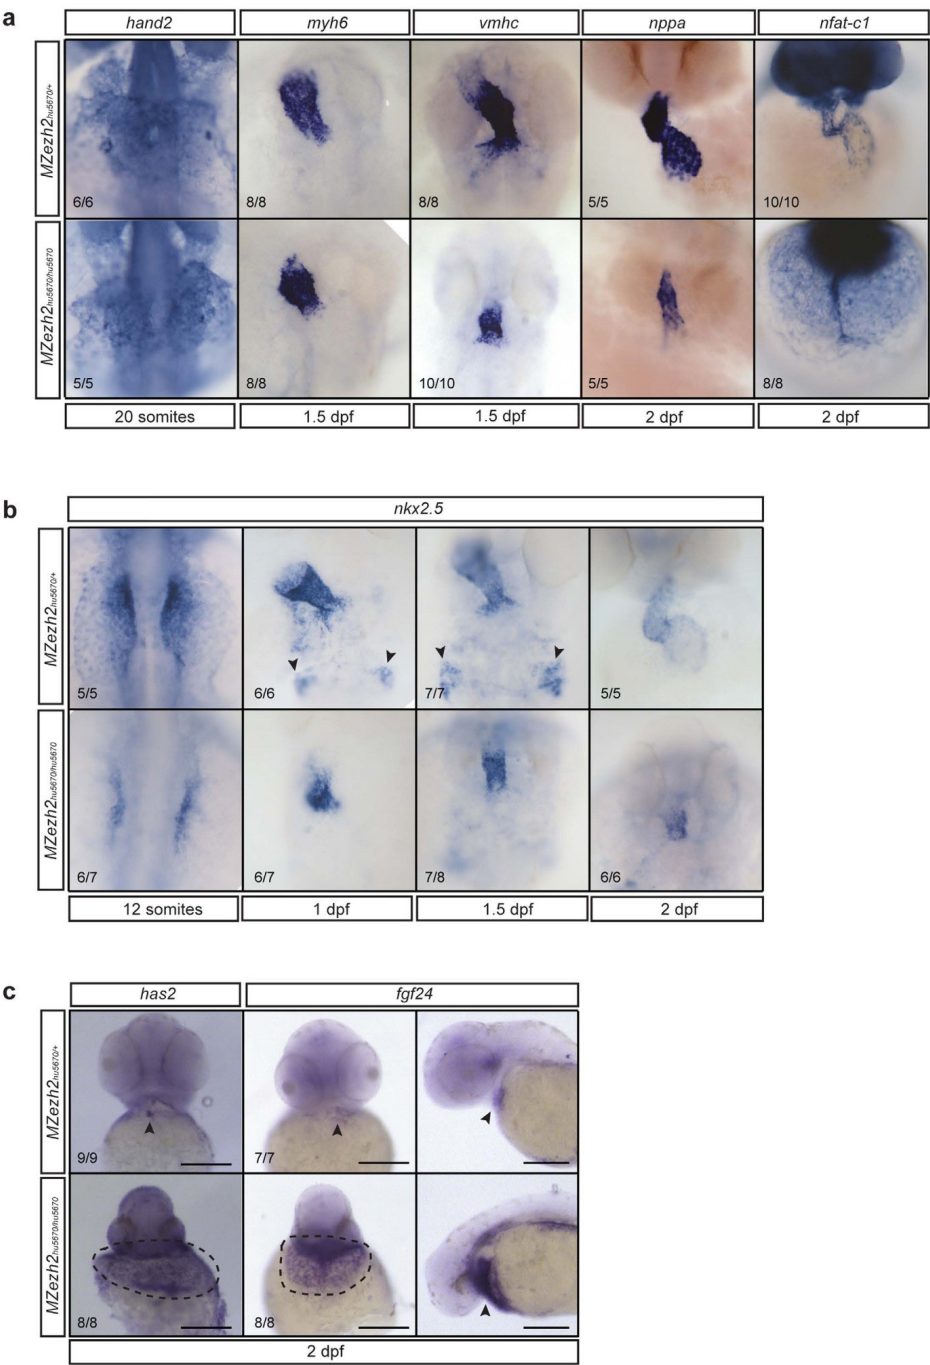 a
hand2 myh6 vmhc nppa nfat-c1
MZezh2hu5670/+
6/6 8/8 8/8 5/5 10/10
MZezh2hu5670/hu5670
5/5 8/8 10/10 5/5 8/8
20 somites 1.5 dpf 1.5 dpf 2 dpf 2 dpf
b
nkx2.5
MZezh2hu5670/+
5/5 6/6 7/7 5/5
MZezh2hu5670/hu5670
6/7 6/7 7/8 6/6
12 somites 1 dpf 1.5 dpf 2 dpf
c
has2 fgf24
MZezh2hu5670/+
9/9 7/7
MZezh2hu5670/hu5670
8/8 8/8
2 dpf